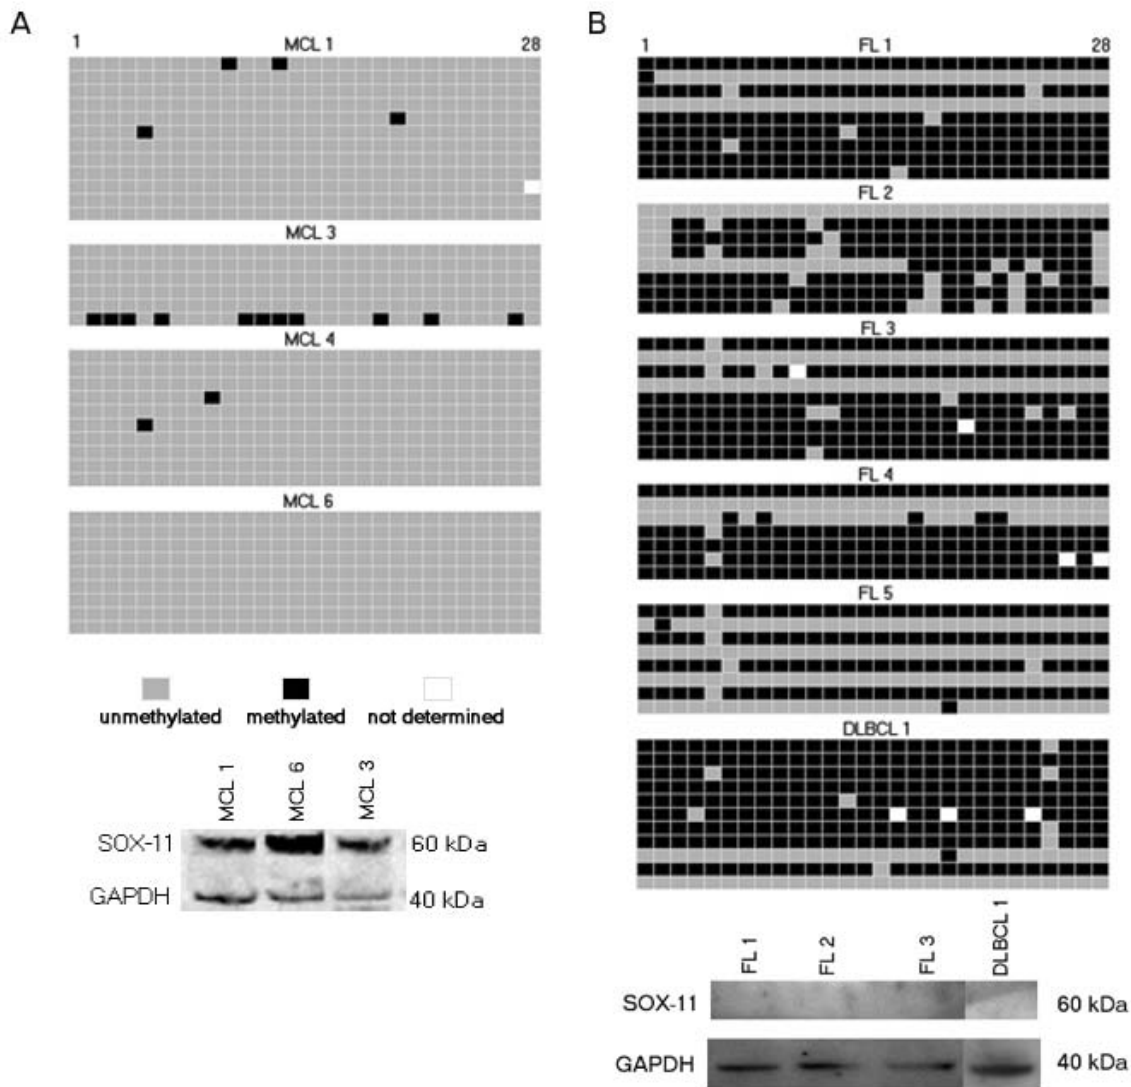 A
1 MCL 1 28
MCL 3
MCL 4
MCL 6
unmethylated methylated not determined
MCL 1 MCL 6 MCL 3
SOX-11 60 kDa
GAPDH 40 kDa
B
1 FL 1 28
FL 2
FL 3
FL 4
FL 5
DLBCL 1
FL 1 FL 2 FL 3 DLBCL 1
SOX-11 60 kDa
GAPDH 40 kDa